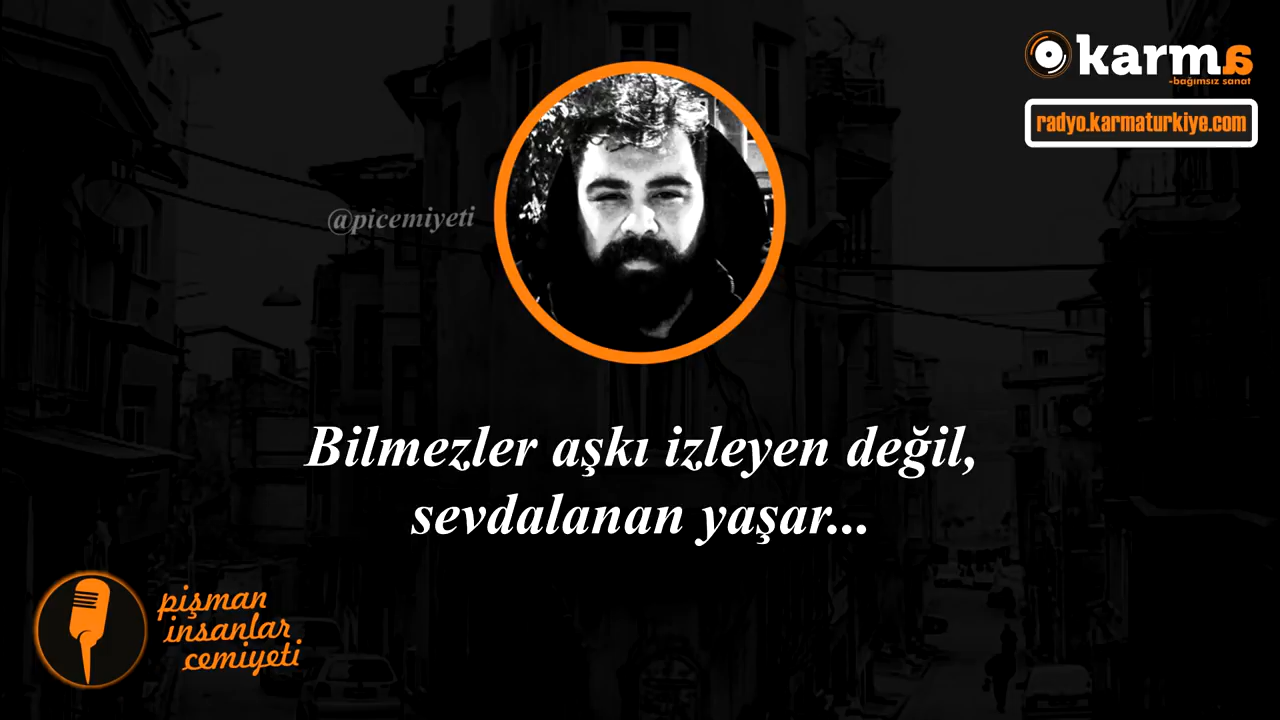 karma
-bağımsız sanat
radyo.karmaturkiye.com
@picemiyeti
Bilmezler aşkı izleyen değil,
sevdalanan yaşar...
pişman
insanlar
cemiyeti